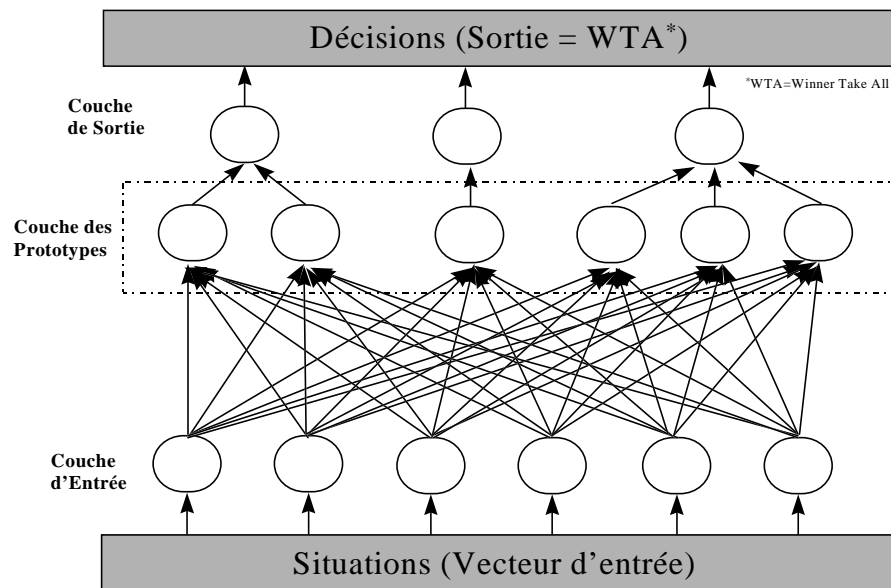 Décisions (Sortie = WTA*)
*WTA=Winner Take All
Couche
de Sortie
Couche des
Prototypes
Couche
d'Entrée
Situations (Vecteur d'entrée)